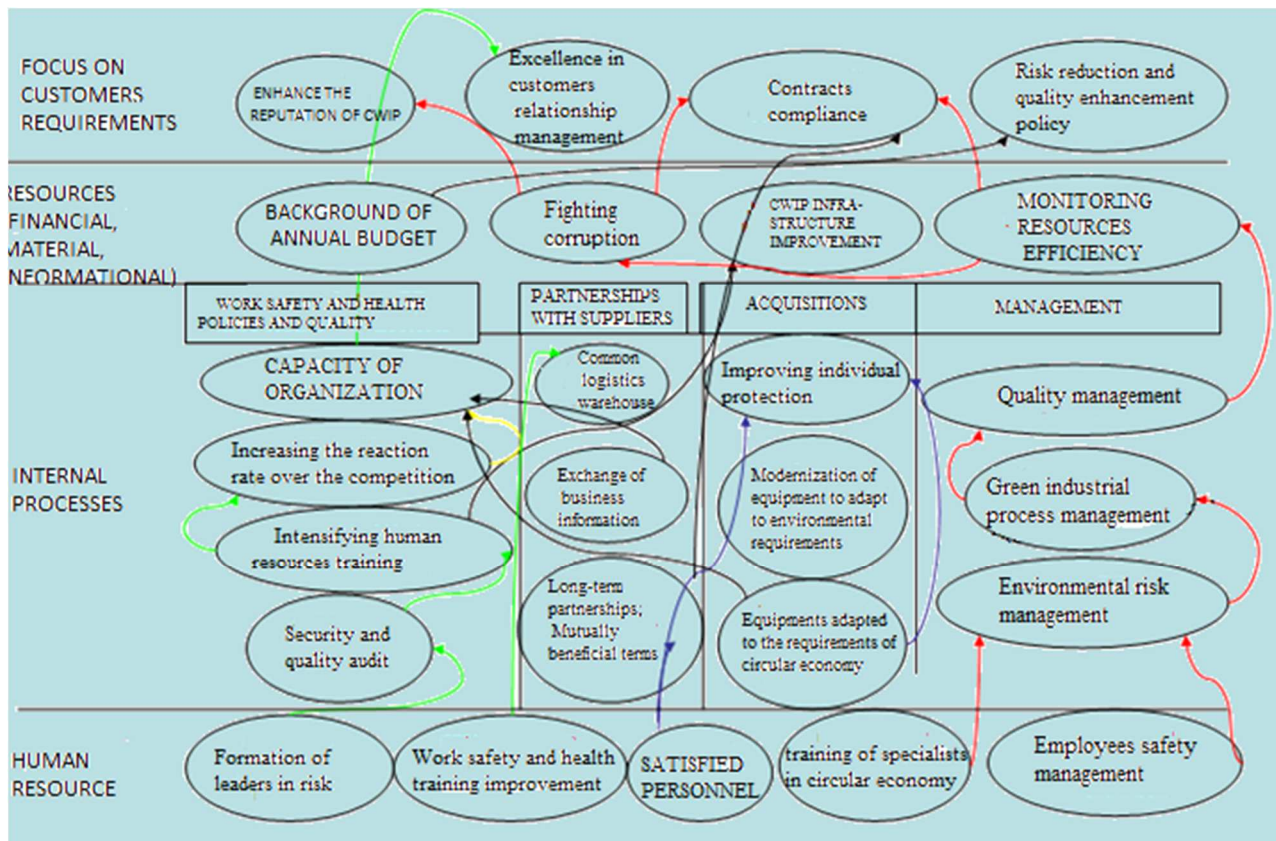 FOCUS ON
CUSTOMERS
REQUIREMENTS
ENHANCE THE
REPUTATION OF CWIP
Excellence in
customers
relationship
management
Contracts
compliance
Risk reduction and
quality enhancement
policy
RESOURCES
FINANCIAL,
MATERIAL,
NFORMATIONAL)
BACKGROUND OF
ANNUAL BUDGET
Fighting
corruption
CWIP INFRA-
STRUCTURE
IMPROVEMENT
MONITORING
RESOURCES
EFFICIENCY
WORK SAFETY AND HEALTH
POLICIES AND QUALITY
PARTNERSHIPS
WITH SUPPLIERS
ACQUISITIONS
MANAGEMENT
INTERNAL
PROCESSES
CAPACITY OF
ORGANIZATION
Common
logistics
warehouse
Improving individual
protection
Quality management
Increasing the reaction
rate over the competition
Exchange of
business
information
Modernization of
equipment to adapt
to environmental
requirements
Green industrial
process management
Intensifying human
resources training
Long-term
partnerships;
Mutually
beneficial terms
Equipments adapted
to the requirements of
circular economy
Environmental risk
management
Security and
quality audit
HUMAN
RESOURCE
Formation of
leaders in risk
Work safety and health
training improvement
SATISFIED
PERSONNEL
training of specialists
in circular economy
Employees safety
management